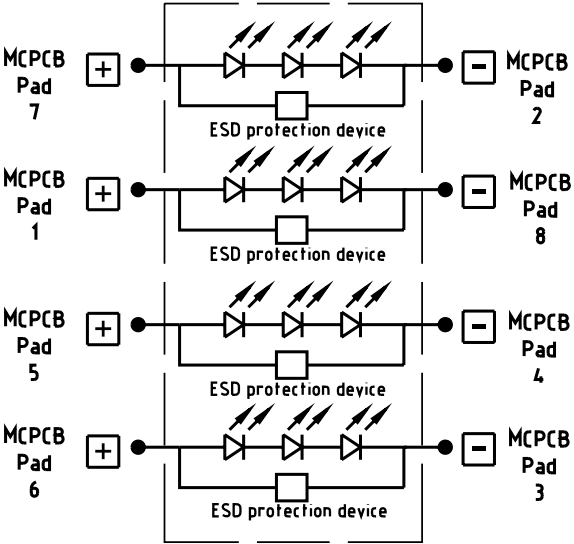 MCPCB
Pad
7
+
-
MCPCB
Pad
2
ESD protection device
MCPCB
Pad
1
+
-
MCPCB
Pad
8
ESD protection device
MCPCB
Pad
5
+
-
MCPCB
Pad
4
ESD protection device
MCPCB
Pad
6
+
-
MCPCB
Pad
3
ESD protection device